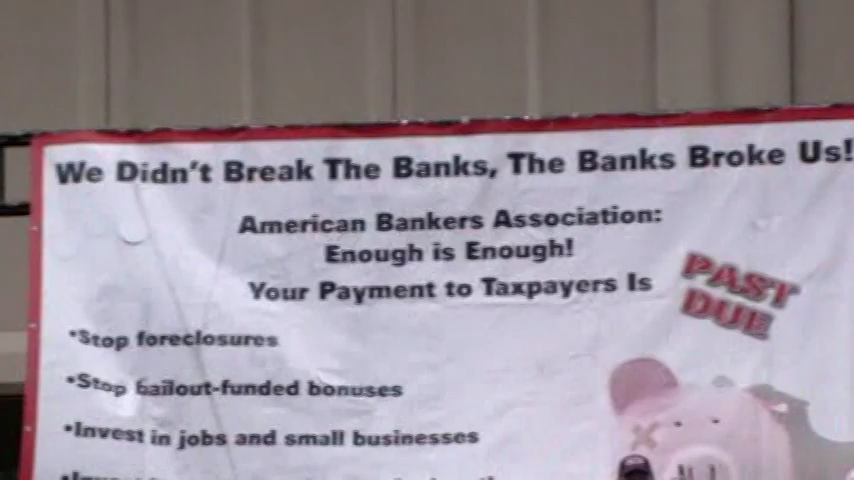 We Didn't Break The Banks, The Banks Broke Us!
American Bankers Association:
Enough is Enough!
Your Payment to Taxpayers Is
PAST
DUE
•Stop foreclosures
•Stop bailout-funded bonuses
•Invest in jobs and small businesses